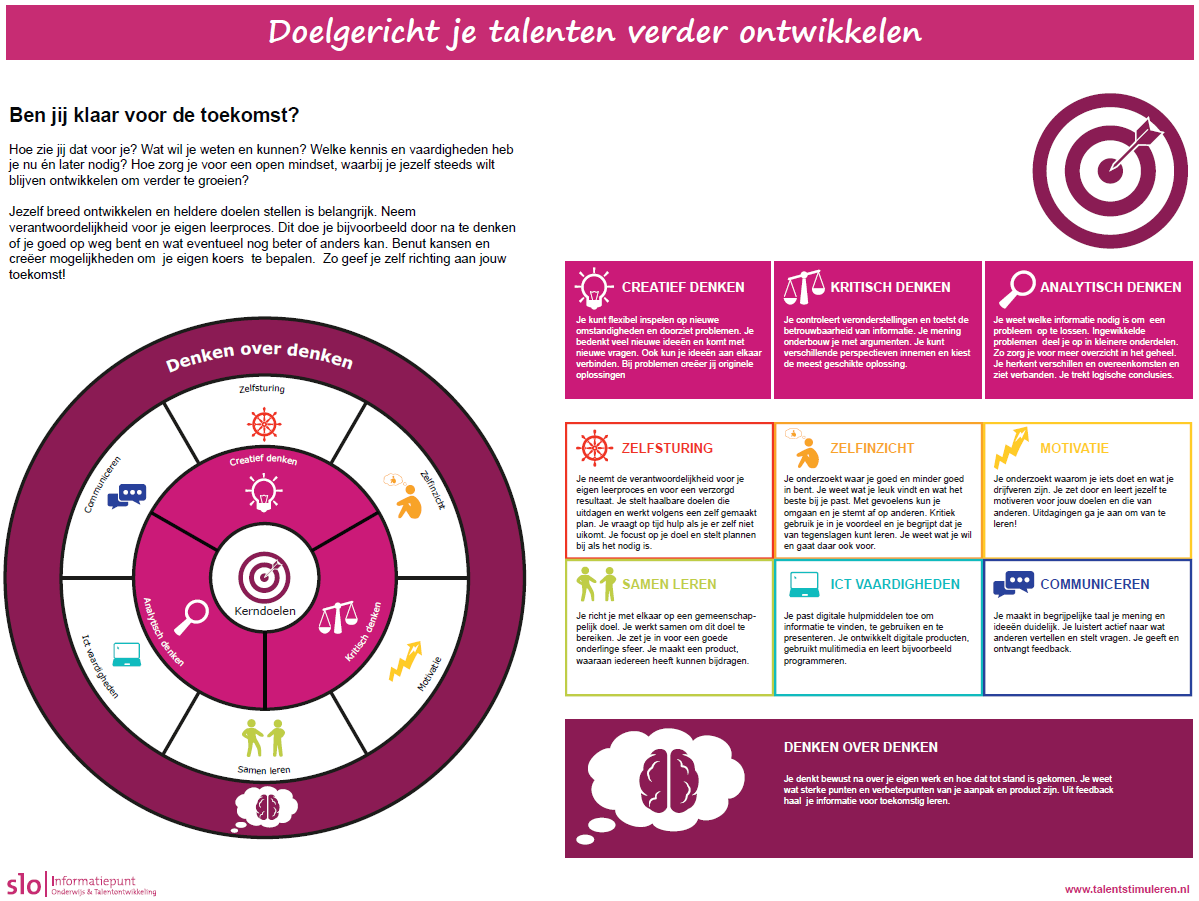 Doelgericht je talenten verder ontwikkelen
Ben jij klaar voor de toekomst?
Hoe zie jij dat voor je? Wat wil je weten en kunnen? Welke kennis en vaardigheden heb
je nu én later nodig? Hoe zorg je voor een open mindset, waarbij je jezelf steeds wilt
blijven ontwikkelen om verder te groeien?
Jezelf breed ontwikkelen en heldere doelen stellen is belangrijk. Neem
verantwoordelijkheid voor je eigen leerproces. Dit doe je bijvoorbeeld door na te denken
of je goed op weg bent en wat eventueel nog beter of anders kan. Benut kansen en
creëer mogelijkheden om je eigen koers te bepalen. Zo geef je zelf richting aan jouw
toekomst!
Denken over denken
Zelfsturing
Communiceren
Zelfinzicht
Creatief denken
Kerndoelen
Analytisch denken
Kritisch denken
Ict vaardigheden
Motivatie
Samen leren
CREATIEF DENKEN
Je kunt flexibel inspelen op nieuwe
omstandigheden en doorziet problemen. Je
bedenkt veel nieuwe ideeën en komt met
nieuwe vragen. Ook kun je ideeën aan elkaar
verbinden. Bij problemen creëer jij originele
oplossingen
KRITISCH DENKEN
Je controleert veronderstellingen en toetst de
betrouwbaarheid van informatie. Je mening
onderbouw je met argumenten. Je kunt
verschillende perspectieven innemen en kiest
de meest geschikte oplossing.
ANALYTISCH DENKEN
Je weet welke informatie nodig is om een
probleem op te lossen. Ingewikkelde
problemen deel je op in kleinere onderdelen.
Zo zorg je voor meer overzicht in het geheel.
Je herkent verschillen en overeenkomsten en
ziet verbanden. Je trekt logische conclusies.
ZELFSTURING
Je neemt de verantwoordelijkheid voor je
eigen leerproces en voor een verzorgd
resultaat. Je stelt haalbare doelen die
uitdagen en werkt volgens een zelf gemaakt
plan. Je vraagt op tijd hulp als je er zelf niet
uikomt. Je focust op je doel en stelt plannen
bij als het nodig is.
ZELFINZICHT
Je onderzoekt waar je goed en minder goed
in bent. Je weet wat je leuk vindt en wat het
beste bij je past. Met gevoelens kun je
omgaan en je stemt af op anderen. Kritiek
gebruik je in je voordeel en je begrijpt dat je
van tegenslagen kunt leren. Je weet wat je wil
en gaat daar ook voor.
MOTIVATIE
Je onderzoekt waarom je iets doet en wat je
drijfveren zijn. Je zet door en leert jezelf te
motiveren voor jouw doelen en die van
anderen. Uitdagingen ga je aan om van te
leren!
SAMEN LEREN
Je richt je met elkaar op een gemeenschap-
pelijk doel. Je werkt samen om dit doel te
bereiken. Je zet je in voor een goede
onderlinge sfeer. Je maakt een product,
waaraan iedereen heeft kunnen bijdragen.
ICT VAARDIGHEDEN
Je past digitale hulpmiddelen toe om
informatie te vinden, te gebruiken en te
presenteren. Je ontwikkelt digitale producten,
gebruikt mulitimedia en leert bijvoorbeeld
programmeren.
COMMUNICEREN
Je maakt in begrijpelijke taal je mening en
ideeën duidelijk. Je luistert actief naar wat
anderen vertellen en stelt vragen. Je geeft en
ontvangt feedback.
DENKEN OVER DENKEN
Je denkt bewust na over je eigen werk en hoe dat tot stand is gekomen. Je weet
wat sterke punten en verbeterpunten van je aanpak en product zijn. Uit feedback
haal je informatie voor toekomstig leren.
slo Informatiepunt
Onderwijs & Talentontwikkeling
www.talentstimuleren.nl